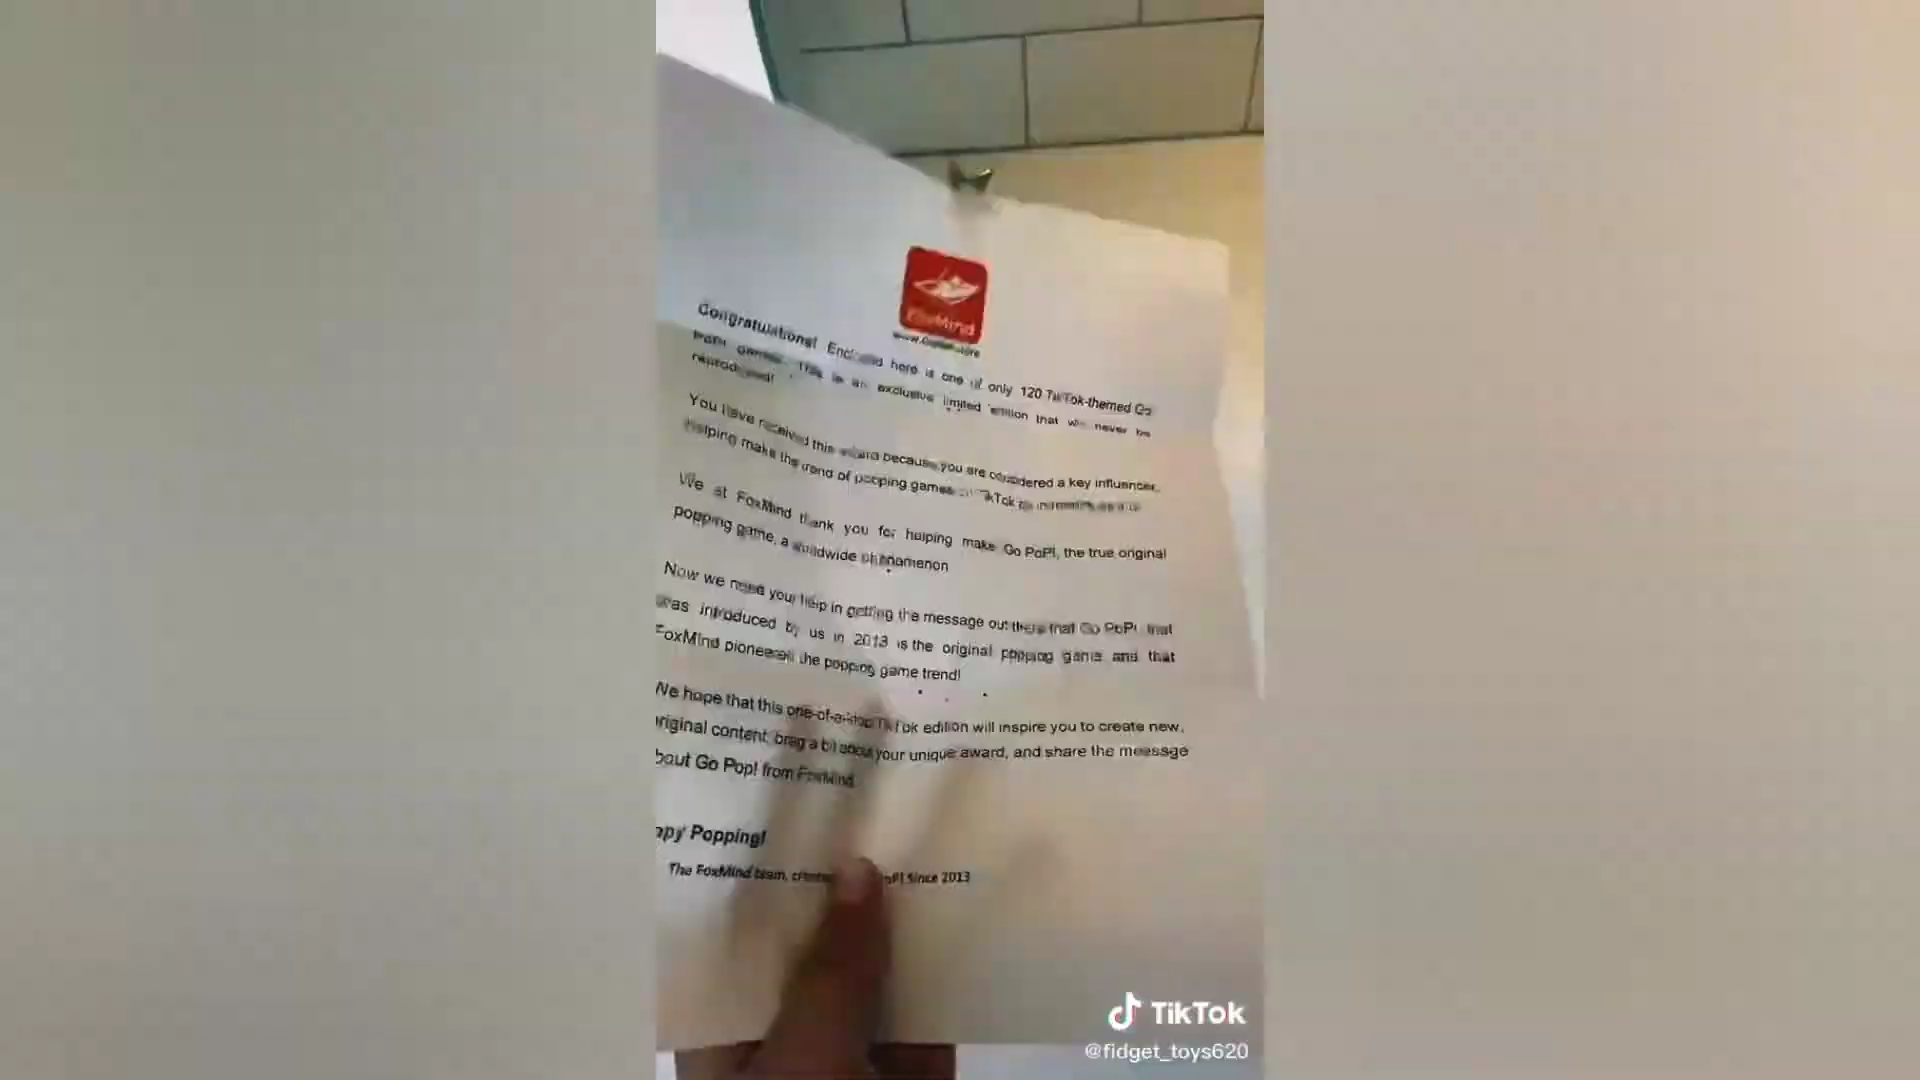 FoxMind
Congratulations! Enclosed here is one of only 120 TikTok-themed Go
PoP! games. This is an exclusive limited edition that will never be
reproduced!
You have received this award because you are considered a key influencer,
helping make the trend of popping games on TikTok
We at FoxMind thank you for helping make Go PoP!, the true original
popping game, a worldwide phenomenon
Now we need your help in getting the message out there that Go PoP! that
was introduced by us in 2013 is the original popping game and that
FoxMind pioneered the popping game trend!
We hope that this one-of-a-kind TikTok edition will inspire you to create new,
original content, brag a bit about your unique award, and share the message
bout Go Pop! from FoxMind
ppy Popping!
The FoxMind team, oP! Since 2013
TikTok
@fidget_toys620